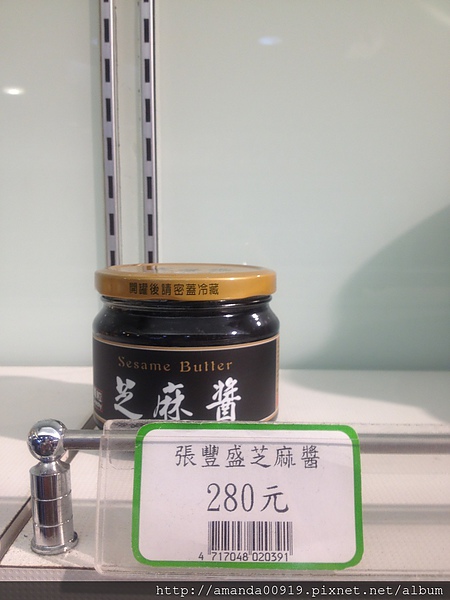 開罐後請密蓋冷藏
Sesame Butter
芝麻醬
張豐盛芝麻醬
280元
4 717048 020391
http://amanda00919.pixnet.net/album